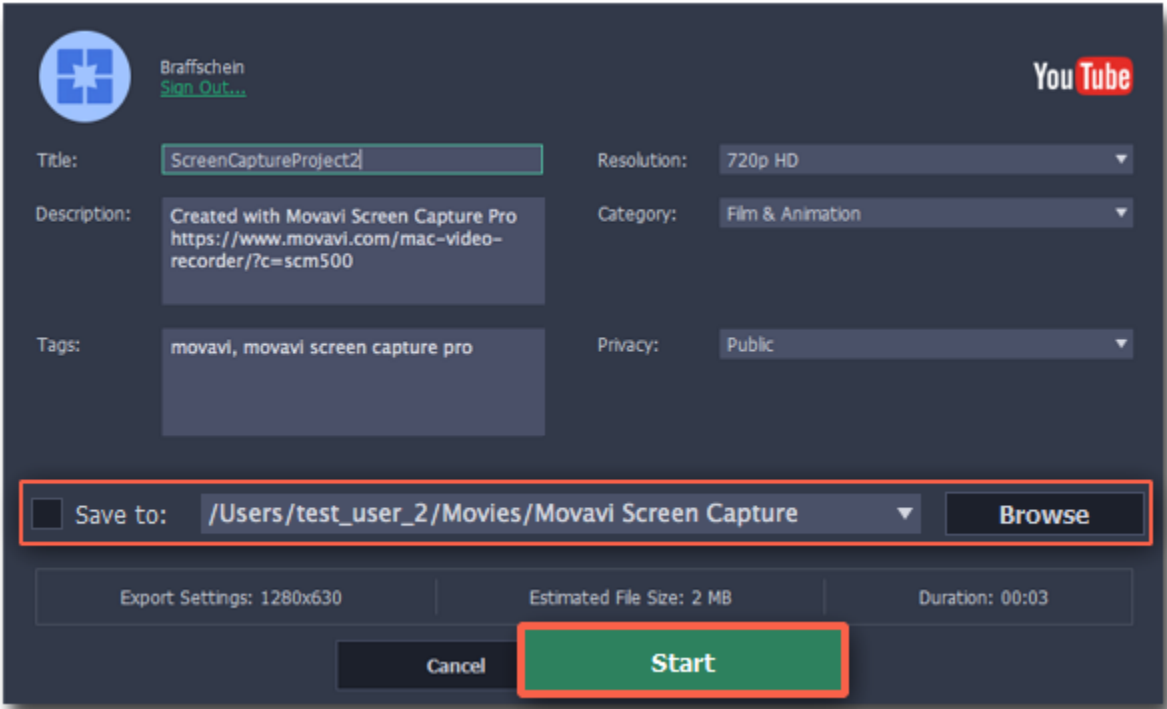 Braffschein
Sign Out...
YouTube
Title:
ScreenCaptureProject2
Resolution:
720p HD
Description:
Created with Movavi Screen Capture Pro
https://www.movavi.com/mac-video-
recorder/?c=scm500
Category:
Film & Animation
Tags:
movavi, movavi screen capture pro
Privacy:
Public
Save to:
/Users/test_user_2/Movies/Movavi Screen Capture
Browse
Export Settings: 1280x630
Estimated File Size: 2 MB
Duration: 00:03
Cancel
Start